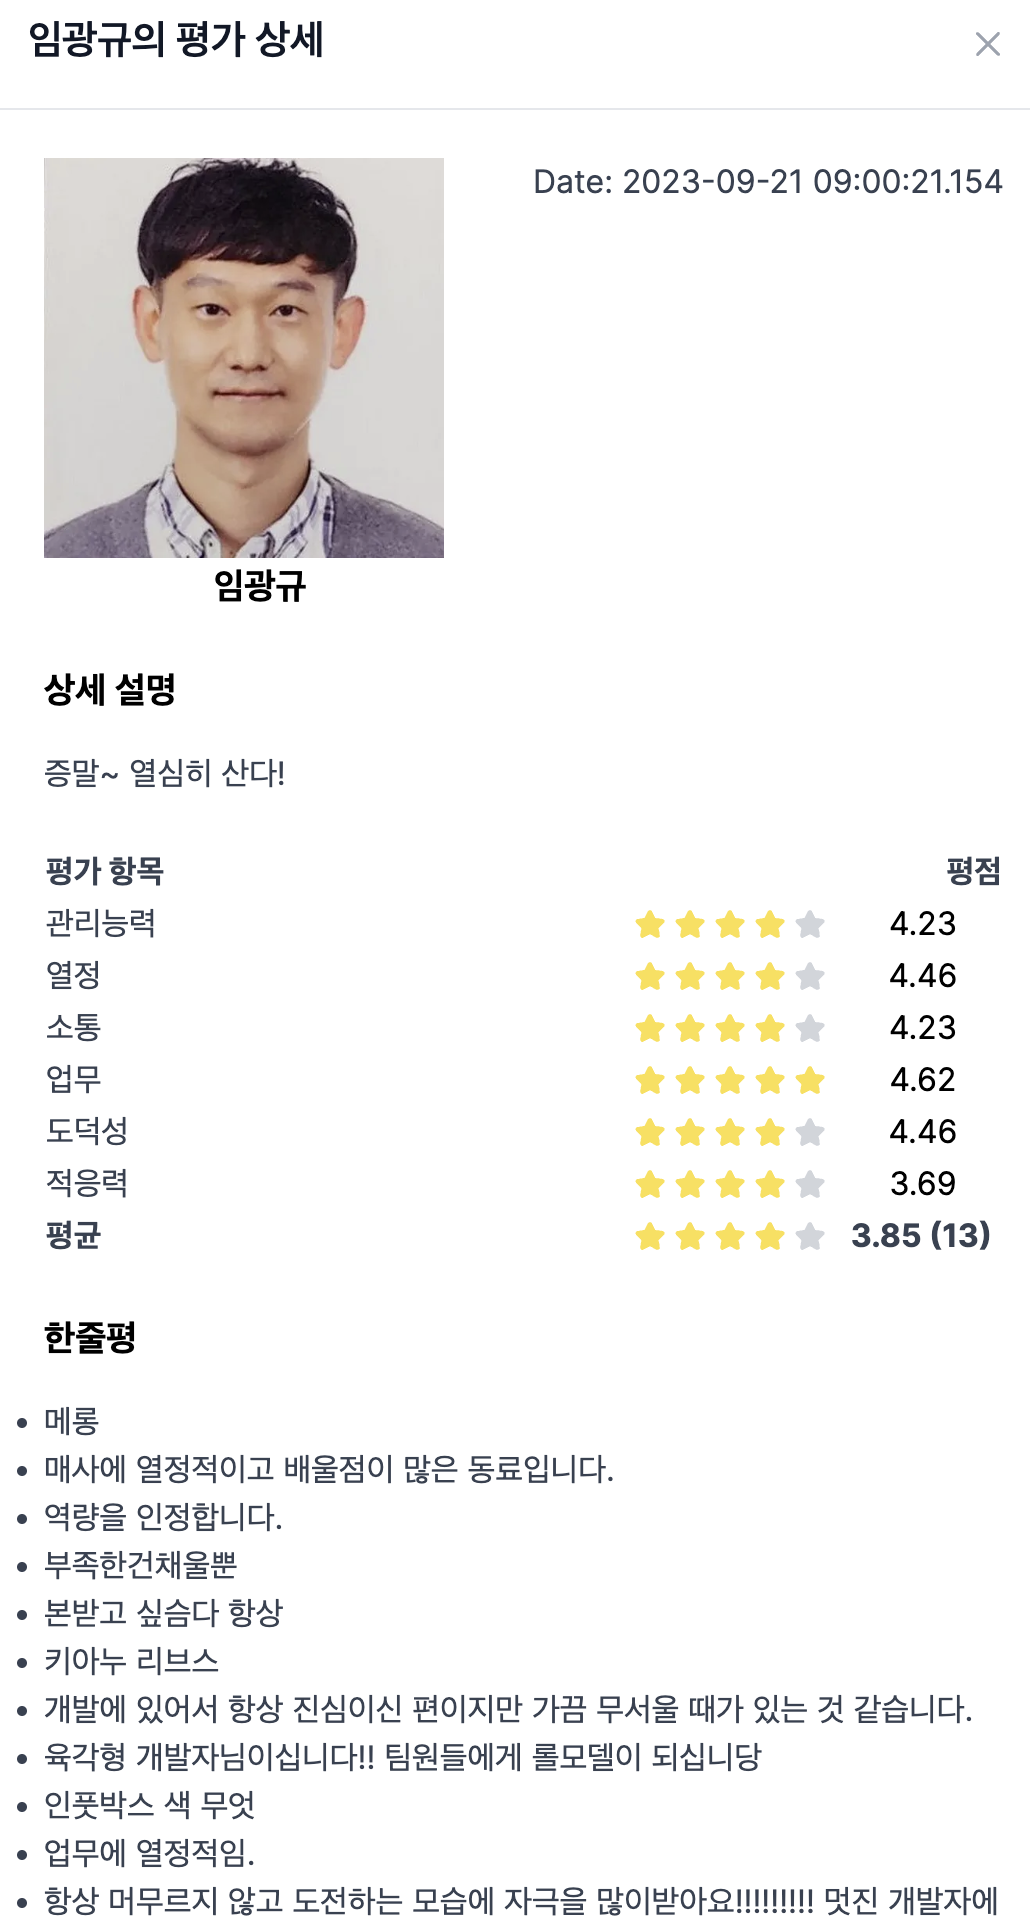 임광규의 평가 상세
Date: 2023-09-21 09:00:21.154
임광규
상세 설명
증말~ 열심히 산다!
평가 항목 평점
관리능력 4.23
열정 4.46
소통 4.23
업무 4.62
도덕성 4.46
적응력 3.69
평균 3.85 (13)
한줄평
• 메롱
• 매사에 열정적이고 배울점이 많은 동료입니다.
• 역량을 인정합니다.
• 부족한건채울뿐
• 본받고 싶슴다 항상
• 키아누 리브스
• 개발에 있어서 항상 진심이신 편이지만 가끔 무서울 때가 있는 것 같습니다.
• 육각형 개발자님이십니다!! 팀원들에게 롤모델이 되십니당
• 인풋박스 색 무엇
• 업무에 열정적임.
• 항상 머무르지 않고 도전하는 모습에 자극을 많이받아요!!!!!!!!! 멋진 개발자에